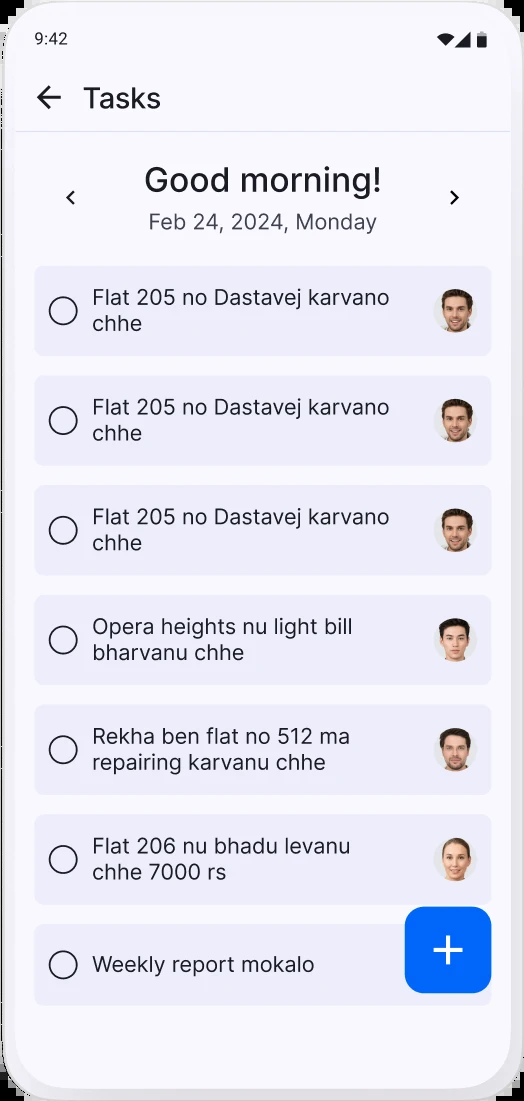 9:42
Tasks
Good morning!
Feb 24, 2024, Monday
Flat 205 no Dastavej karvano
chhe
Flat 205 no Dastavej karvano
chhe
Flat 205 no Dastavej karvano
chhe
Opera heights nu light bill
bharvanu chhe
Rekha ben flat no 512 ma
repairing karvanu chhe
Flat 206 nu bhadu levanu
chhe 7000 rs
Weekly report mokalo